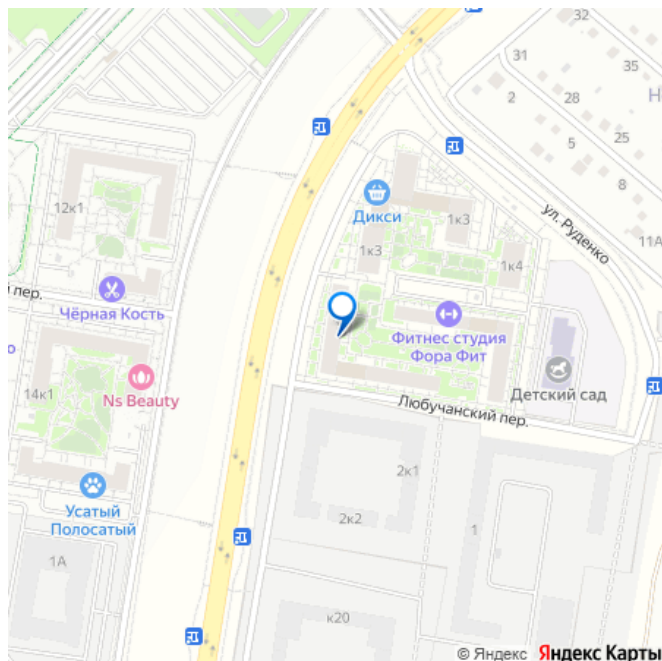 32
31
35
2
28
Н
25
5
8
11А
ул. Руденко
12к1
Дикси
1к3
1к3
1к4
пер.
Чёрная Кость
о
Фитнес студия
Фора Фит
Детский сад
14к1
Ns Beauty
Любучанский пер.
2к1
2к2
1
Усатый
Полосатый
1А
к20
© Яндекс Яндекс Карты